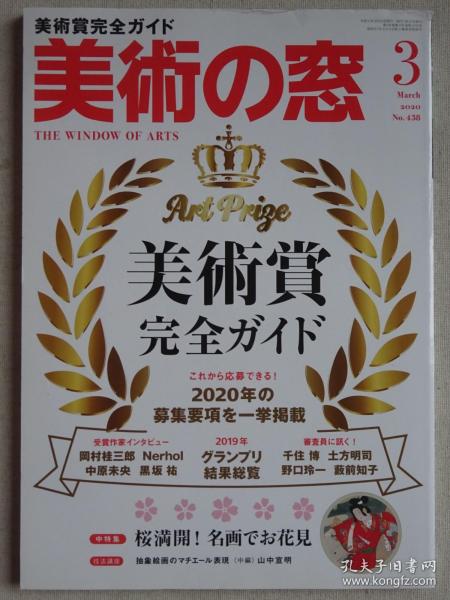 美術賞完全ガイド
美術の窓
THE WINDOW OF ARTS
3
March
2020
No. 438
Art Prize
美術賞
完全ガイド
これから応募できる!
2020年の
募集要項を一挙掲載
受賞作家インタビュー
岡村桂三郎 Nerhol
中原未央 黒坂 祐
2019年
グランプリ
結果総覧
審査員に訊く!
千住 博 土方明司
野口玲一 藪前知子
中特集
桜満開!名画でお花見
技法講座
抽象絵画のマチエール表現〈中編〉山中宣明
孔夫子旧书网